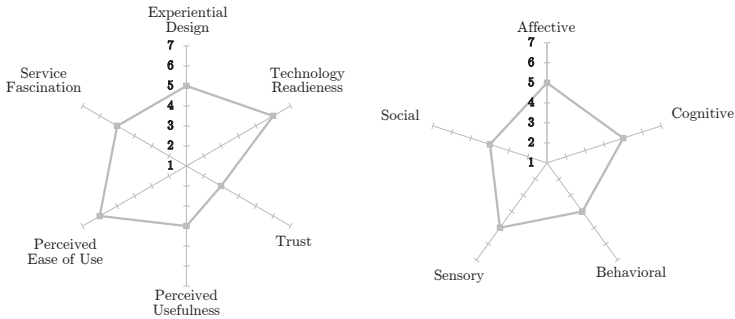 Experiential
Design
7
6
5
4
3
2
1
Technology
Readieness
Trust
Perceived
Usefulness
Perceived
Ease of Use
Service
Fascination
Affective
7
6
5
4
3
2
1
Cognitive
Behavioral
Sensory
Social